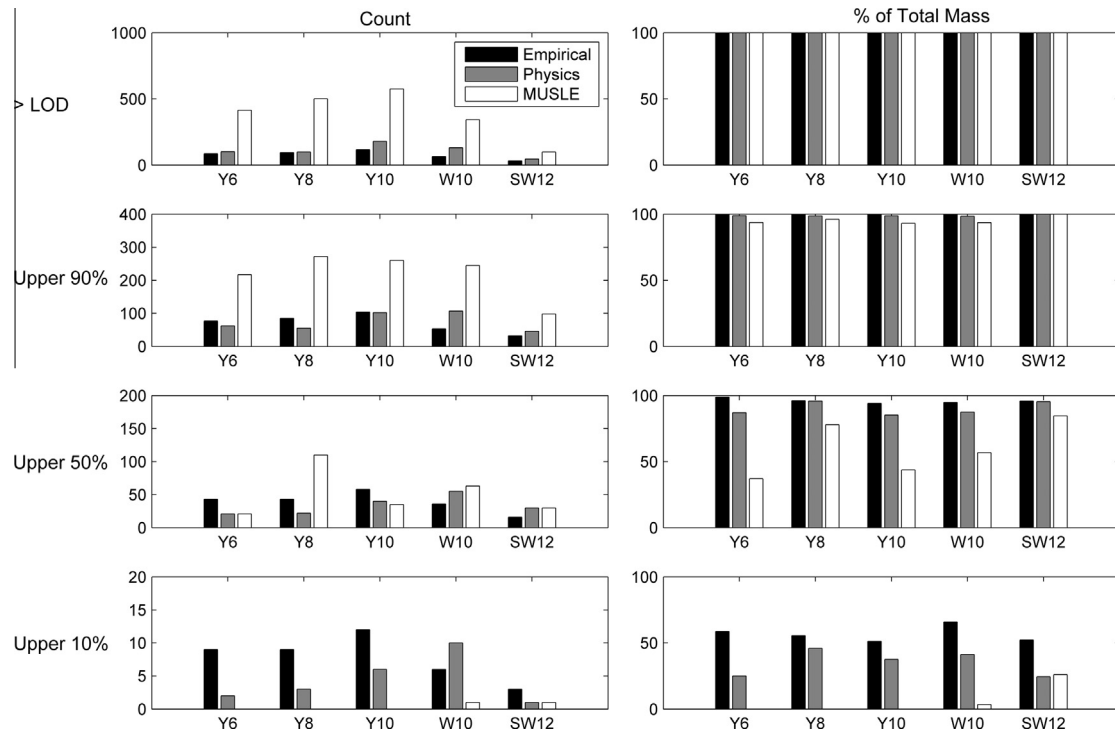 Count
% of Total Mass
> LOD
1000
500
0
Empirical
Physics
MUSLE
Y6 Y8 Y10 W10 SW12
100
50
0
Y6 Y8 Y10 W10 SW12
Upper 90%
400
300
200
100
0
Y6 Y8 Y10 W10 SW12
100
50
0
Y6 Y8 Y10 W10 SW12
Upper 50%
200
150
100
50
0
Y6 Y8 Y10 W10 SW12
100
50
0
Y6 Y8 Y10 W10 SW12
Upper 10%
20
15
10
5
0
Y6 Y8 Y10 W10 SW12
100
50
0
Y6 Y8 Y10 W10 SW12